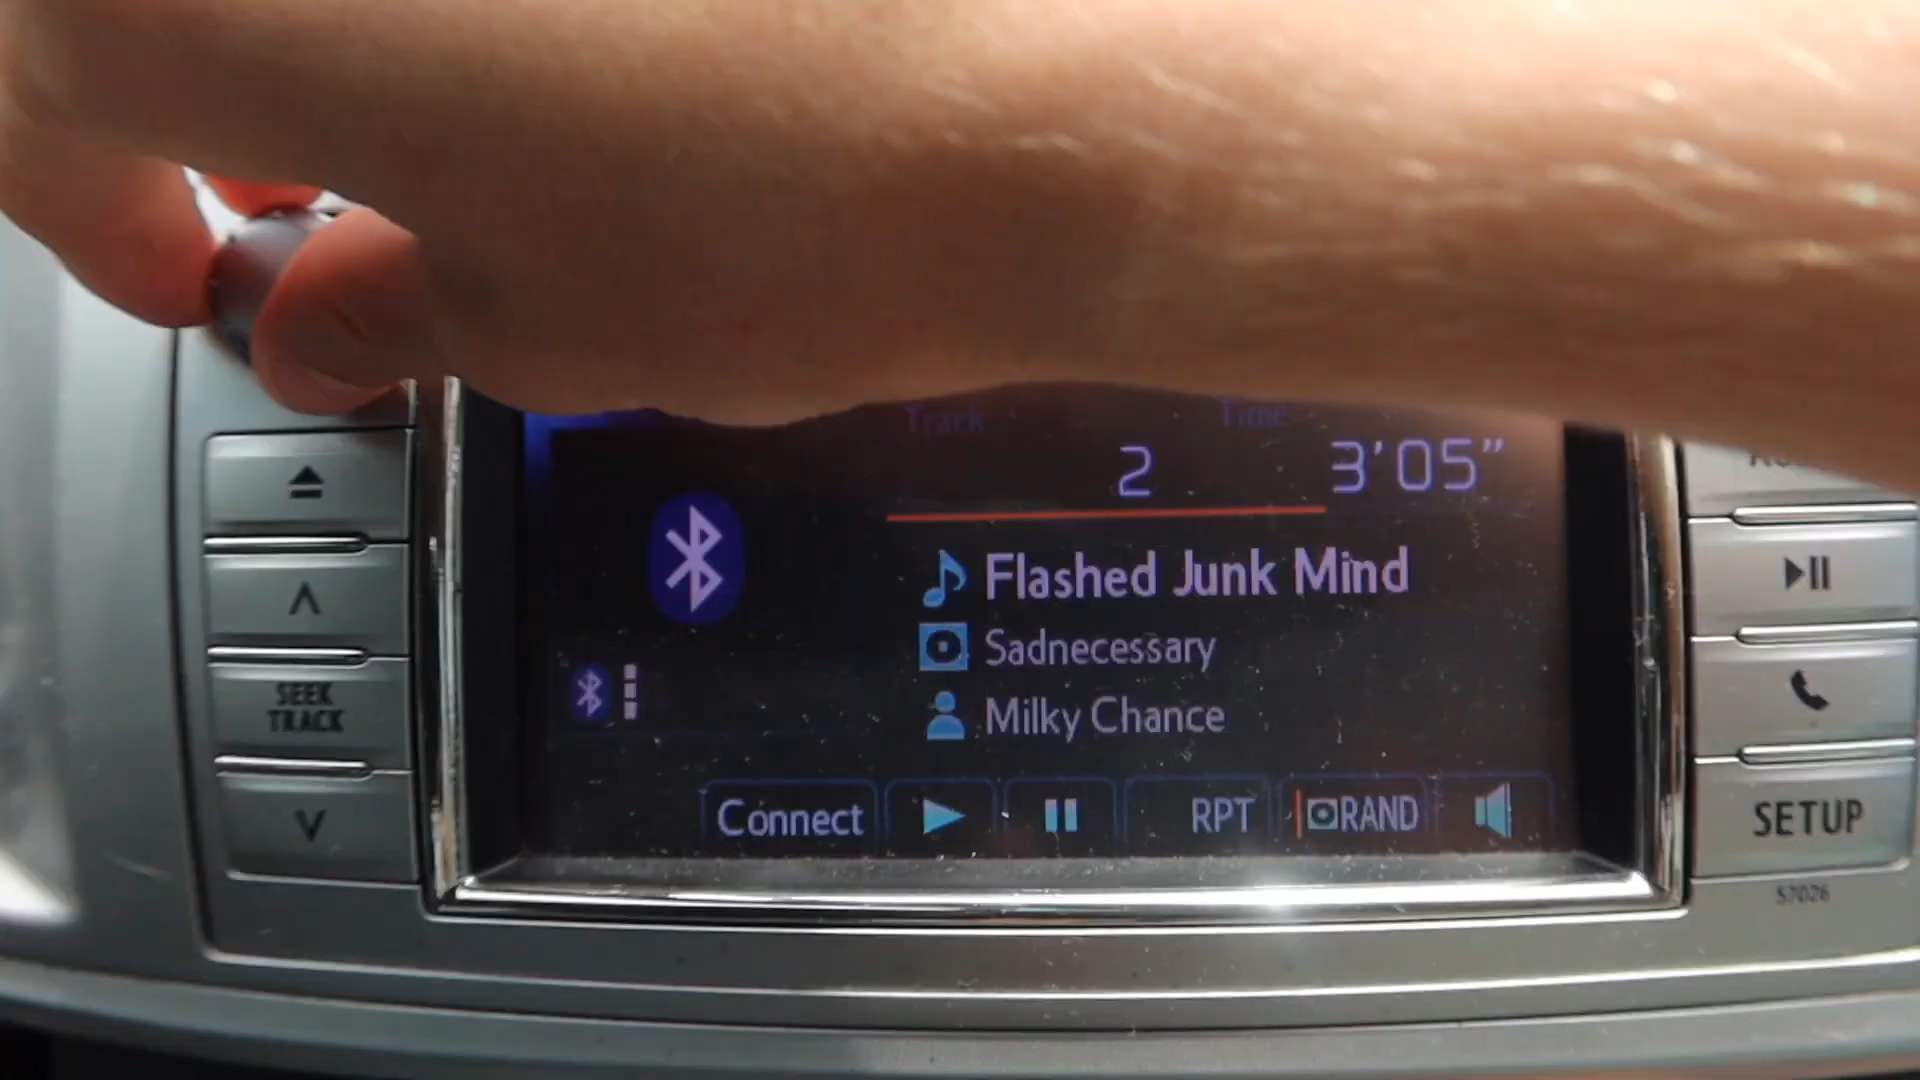 Track Time
2 3'05”
Flashed Junk Mind
Sadnecessary
Milky Chance
SEEK
TRACK
Connect RPT RAND
SETUP
57026